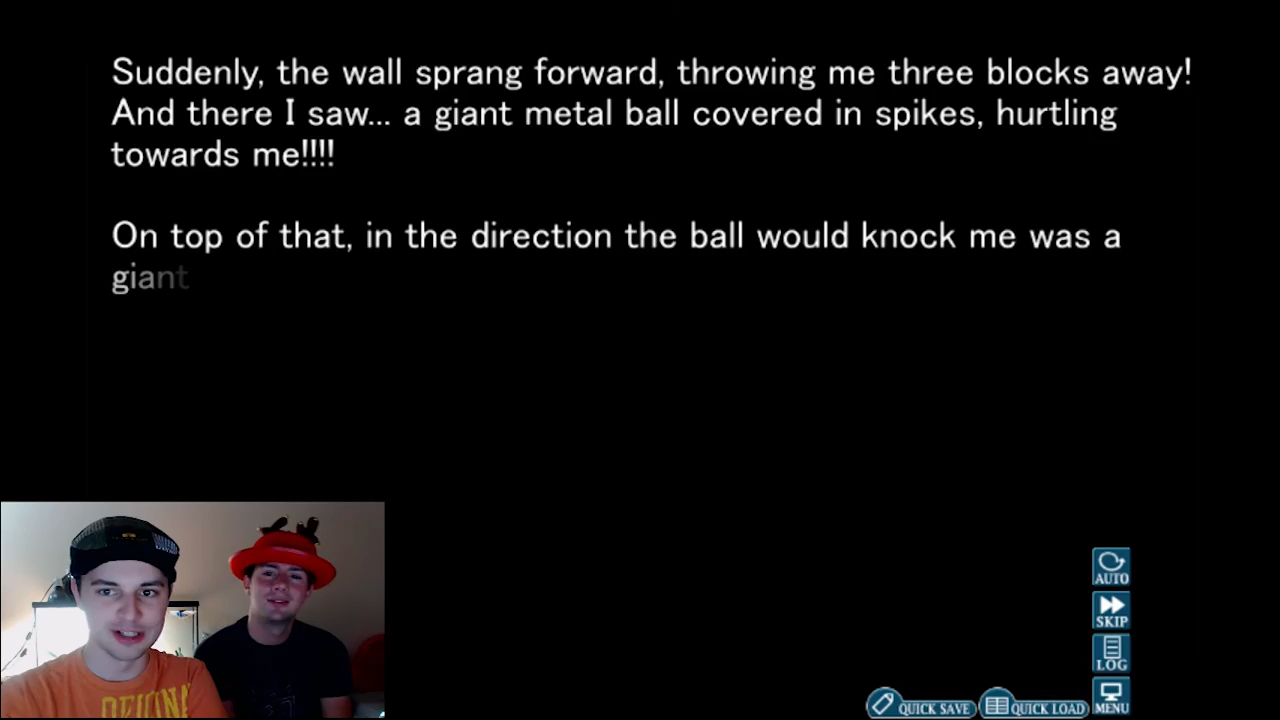 Suddenly, the wall sprang forward, throwing me three blocks away!
And there I saw... a giant metal ball covered in spikes, hurtling
towards me!!!!
On top of that, in the direction the ball would knock me was a
giant
AUTO
SKIP
LOG
MENU
QUICK SAVE
QUICK LOAD